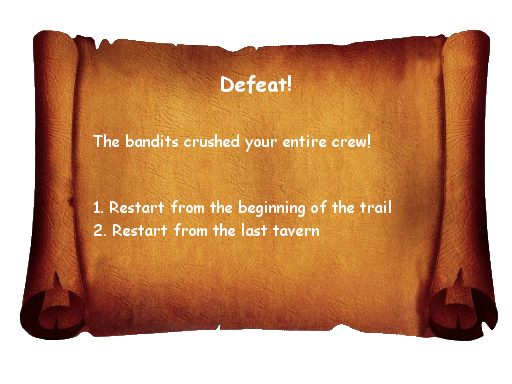 Defeat!
The bandits crushed your entire crew!
1. Restart from the beginning of the trail
2. Restart from the last tavern